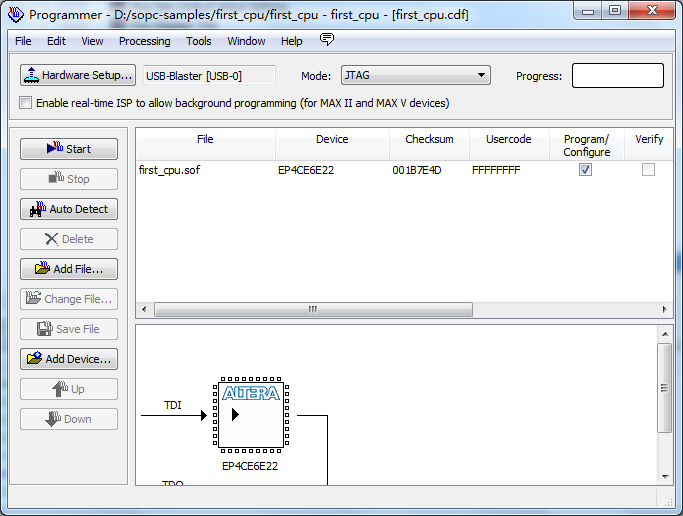 Programmer - D:/sopc-samples/first_cpu/first_cpu - first_cpu - [first_cpu.cdf]
File Edit View Processing Tools Window Help
Hardware Setup... USB-Blaster [USB-0] Mode: JTAG Progress:
Enable real-time ISP to allow background programming (for MAX II and MAX V devices)
Start
Stop
Auto Detect
Delete
Add File...
Change File...
Save File
Add Device...
Up
Down
File Device Checksum Usercode Program/ Verify
Configure
first_cpu.sof EP4CE6E22 001B7E4D FFFFFFFF
ALTERA
TDI
EP4CE6E22
TDO